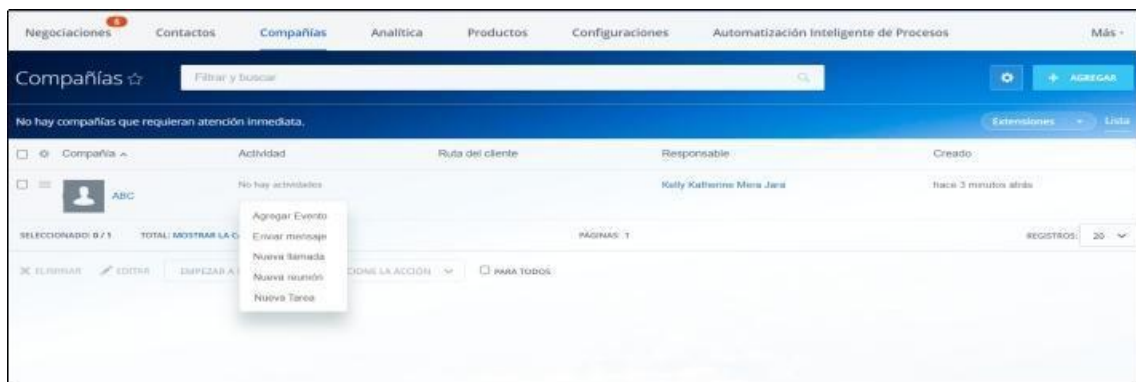 Negociaciones Contactos Compañías Analítica Productos Configuraciones Automatización Inteligente de Procesos Más
Compañías Filtrar y buscar + AGREGAR
No hay compañías que requieran atención inmediata. Extensiones Lista
Compañía Actividad Ruta del cliente Responsable Creado
ABC No hay actividades Kelly Katherine Mera Jara hace 3 minutos atrás
Agregar Evento
SELECCIONADO: 0 / 1 TOTAL: MOSTRAR LA PÁGINAS: 1 REGISTROS: 20
Enviar mensaje
Nueva llamada
ELIMINAR EDITAR EMPEZAR A LA ACCIÓN PARA TODOS
Nueva reunión
Nueva Tarea